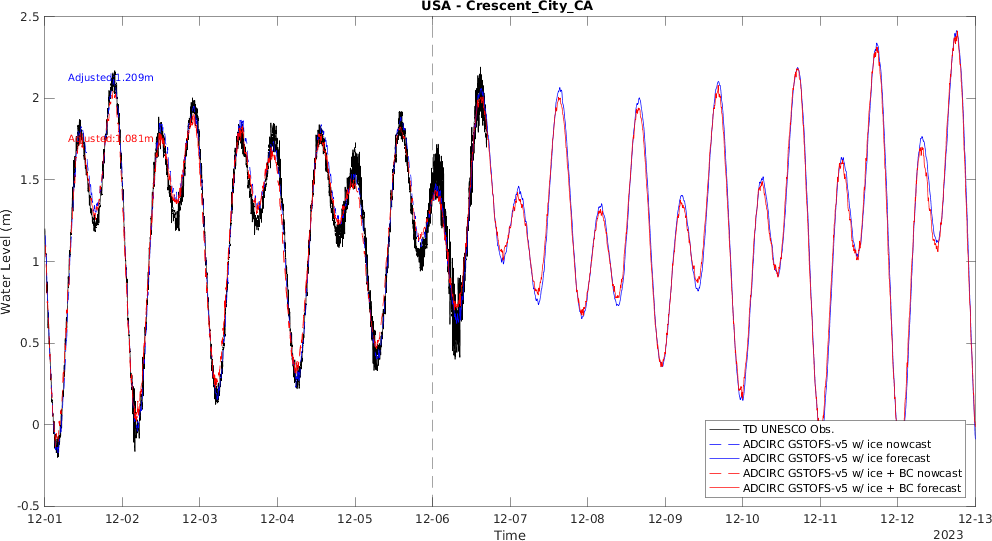 USA - Crescent_City_CA
2.5
2
1.5
1
0.5
0
-0.5
Water Level (m)
Adjusted:1.209m
Adjusted:1.081m
TD UNESCO Obs.
ADCIRC GSTOFS-v5 w/ ice nowcast
ADCIRC GSTOFS-v5 w/ ice forecast
ADCIRC GSTOFS-v5 w/ ice + BC nowcast
ADCIRC GSTOFS-v5 w/ ice + BC forecast
12-01 12-02 12-03 12-04 12-05 12-06 12-07 12-08 12-09 12-10 12-11 12-12 12-13
Time
2023